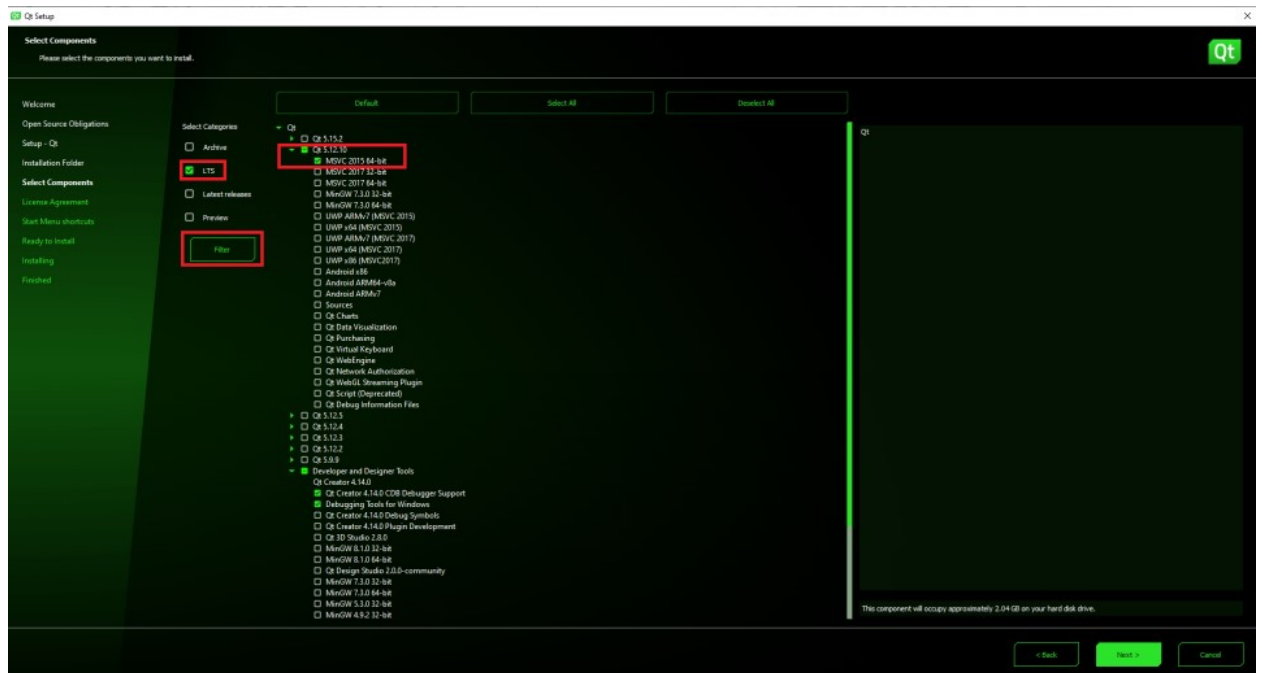 Qt Setup
Select Components
Please select the components you want to install.
Qt
Welcome
Open Source Obligations
Setup - Qt
Installation Folder
Select Components
License Agreement
Start Menu shortcuts
Ready to Install
Installing
Finished
Select Categories
Archive
LTS
Latest releases
Preview
Filter
Default
Select All
Deselect All
Qt
Qt 5.15.2
Qt 5.12.10
MSVC 2015 64-bit
MSVC 2017 32-bit
MSVC 2017 64-bit
MinGW 7.3.0 32-bit
MinGW 7.3.0 64-bit
UWP ARMv7 (MSVC 2015)
UWP x64 (MSVC 2015)
UWP ARMv7 (MSVC 2017)
UWP x64 (MSVC 2017)
UWP x86 (MSVC2017)
Android x86
Android ARM64-v8a
Android ARMv7
Sources
Qt Charts
Qt Data Visualization
Qt Purchasing
Qt Virtual Keyboard
Qt WebEngine
Qt Network Authorization
Qt WebGL Streaming Plugin
Qt Script (Deprecated)
Qt Debug Information Files
Qt 5.12.5
Qt 5.12.4
Qt 5.12.3
Qt 5.12.2
Qt 5.9.9
Developer and Designer Tools
Qt Creator 4.14.0
Qt Creator 4.14.0 CDB Debugger Support
Debugging Tools for Windows
Qt Creator 4.14.0 Debug Symbols
Qt Creator 4.14.0 Plugin Development
Qt 3D Studio 2.8.0
MinGW 8.1.0 32-bit
MinGW 8.1.0 64-bit
Qt Design Studio 2.0.0-community
MinGW 7.3.0 32-bit
MinGW 7.3.0 64-bit
MinGW 5.3.0 32-bit
MinGW 4.9.2 32-bit
Qt
This component will occupy approximately 2.04 GB on your hard disk drive.
< Back
Next >
Cancel